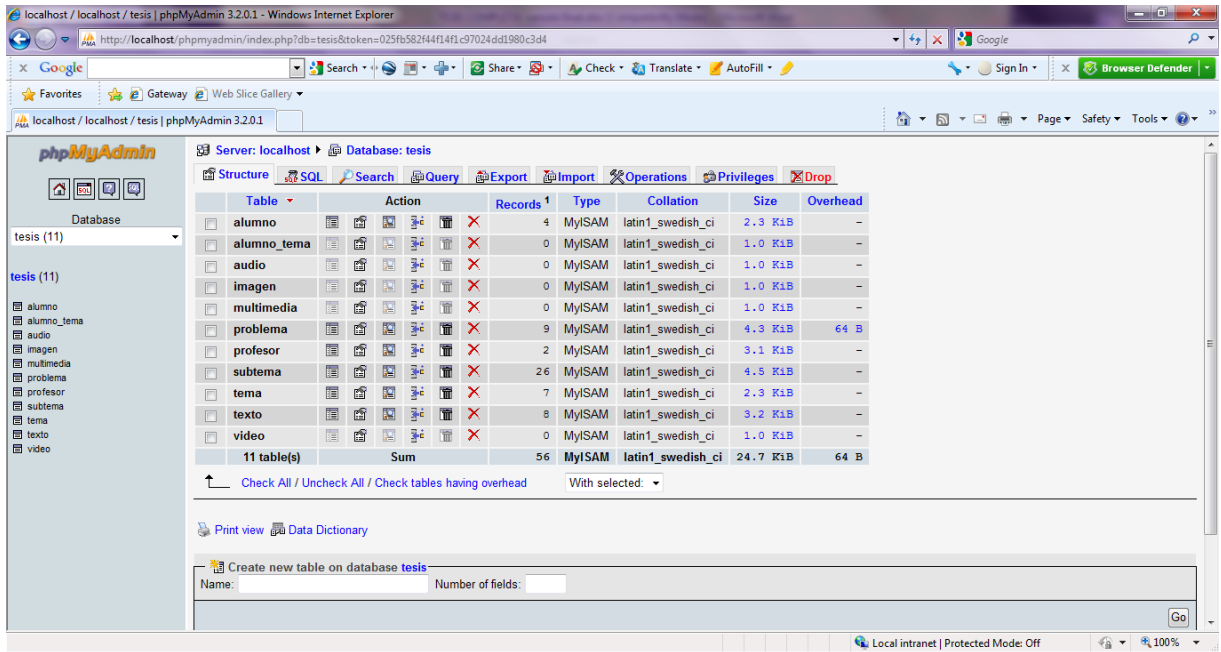 localhost / localhost / tesis | phpMyAdmin 3.2.0.1 - Windows Internet Explorer
http://localhost/phpmyadmin/index.php?db=tesis&token=025fb582f44f14f1c97024dd1980c3d4
Google
x Google Search Share Check Translate AutoFill Sign In x Browser Defender
Favorites Gateway Web Slice Gallery
localhost / localhost / tesis | phpMyAdmin 3.2.0.1
Page Safety Tools
phpMyAdmin
Database
tesis (11)
tesis (11)
alumno
alumno_tema
audio
imagen
multimedia
problema
profesor
subtema
tema
texto
video
Server: localhost Database: tesis
Structure SQL Search Query Export Import Operations Privileges Drop
Table Action Records 1 Type Collation Size Overhead
alumno 4 MyISAM latin1_swedish_ci 2.3 KiB -
alumno_tema 0 MyISAM latin1_swedish_ci 1.0 KiB -
audio 0 MyISAM latin1_swedish_ci 1.0 KiB -
imagen 0 MyISAM latin1_swedish_ci 1.0 KiB -
multimedia 0 MyISAM latin1_swedish_ci 1.0 KiB -
problema 9 MyISAM latin1_swedish_ci 4.3 KiB 64 B
profesor 2 MyISAM latin1_swedish_ci 3.1 KiB -
subtema 26 MyISAM latin1_swedish_ci 4.5 KiB -
tema 7 MyISAM latin1_swedish_ci 2.3 KiB -
texto 8 MyISAM latin1_swedish_ci 3.2 KiB -
video 0 MyISAM latin1_swedish_ci 1.0 KiB -
11 table(s) Sum 56 MyISAM latin1_swedish_ci 24.7 KiB 64 B
Check All / Uncheck All / Check tables having overhead With selected:
Print view Data Dictionary
Create new table on database tesis
Name: Number of fields:
Go
Local intranet | Protected Mode: Off 100%